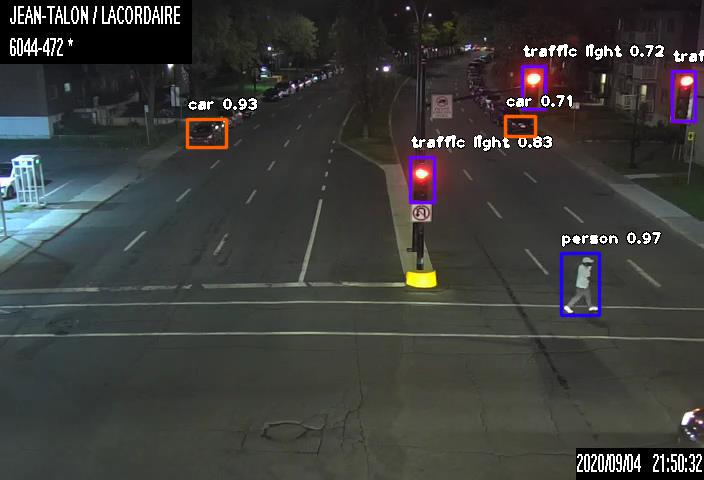 JEAN-TALON / LACORDAIRE
6044-472 *
traffic light 0.72
traf
car 0.93
car 0.71
traffic light 0.83
person 0.97
2020/09/04 21:50:32